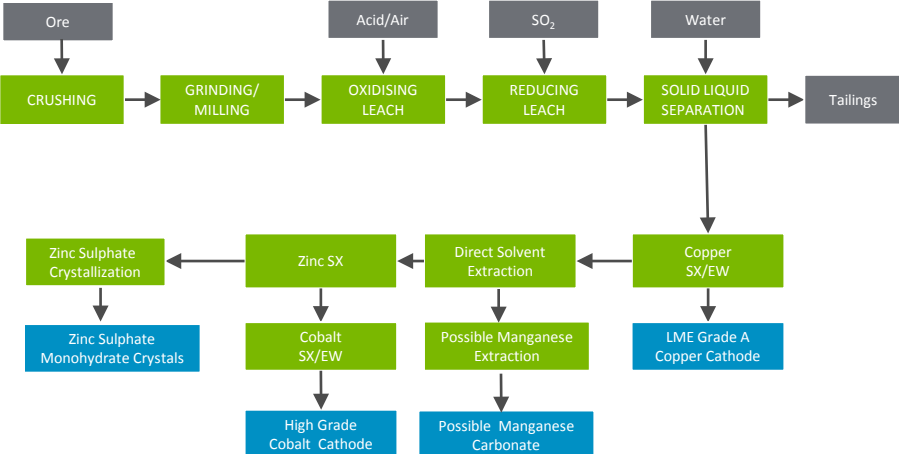 Ore
Acid/Air
SO₂
Water
CRUSHING
GRINDING/
MILLING
OXIDISING
LEACH
REDUCING
LEACH
SOLID LIQUID
SEPARATION
Tailings
Zinc Sulphate
Crystallization
Zinc SX
Direct Solvent
Extraction
Copper
SX/EW
Zinc Sulphate
Monohydrate Crystals
Cobalt
SX/EW
Possible Manganese
Extraction
LME Grade A
Copper Cathode
High Grade
Cobalt Cathode
Possible Manganese
Carbonate